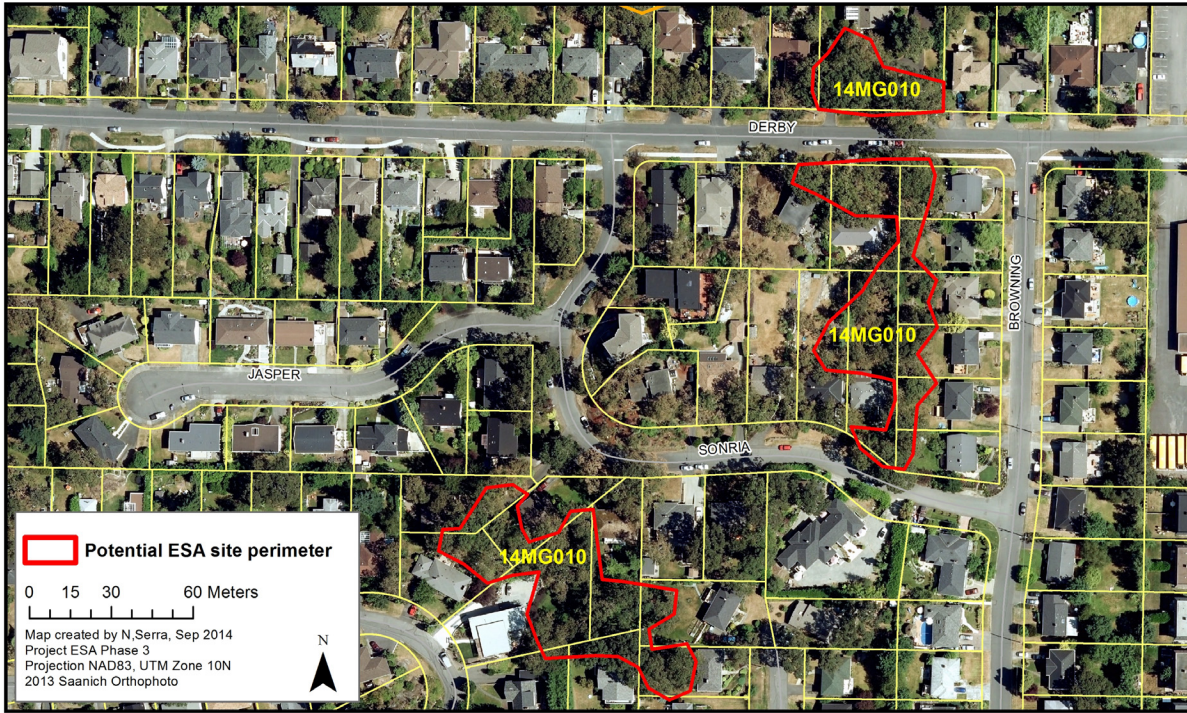 14MG010
DERBY
BROWNING
14MG010
JASPER
SONRIA
14MG010
Potential ESA site perimeter
0 15 30 60 Meters
Map created by N,Serra, Sep 2014
Project ESA Phase 3
Projection NAD83, UTM Zone 10N
2013 Saanich Orthophoto
N